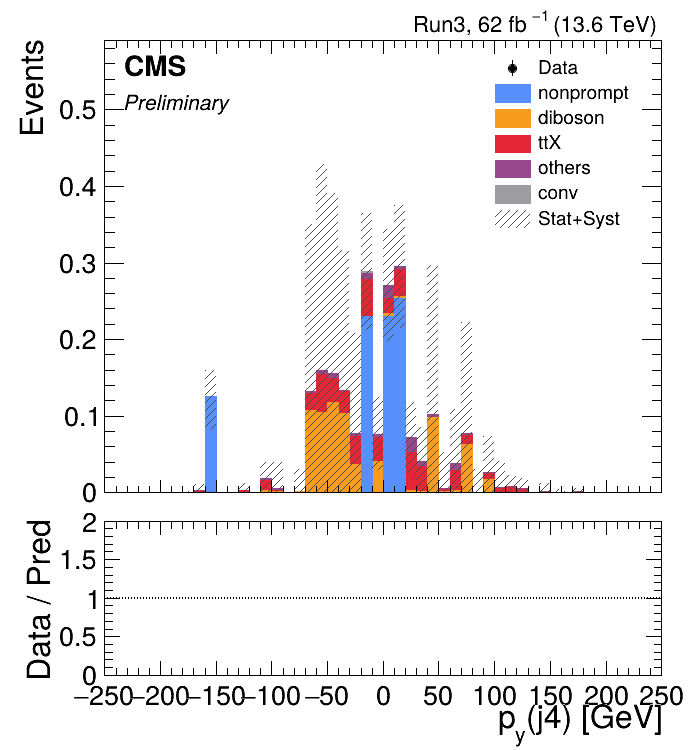 Run3, 62 fb⁻¹ (13.6 TeV)
CMS
Preliminary
Events
Data
nonprompt
diboson
ttX
others
conv
Stat+Syst
0.5
0.4
0.3
0.2
0.1
0
Data / Pred
2
1.5
1
0.5
0
−250 −200 −150 −100 −50 0 50 100 150 200 250
p_y(j4) [GeV]